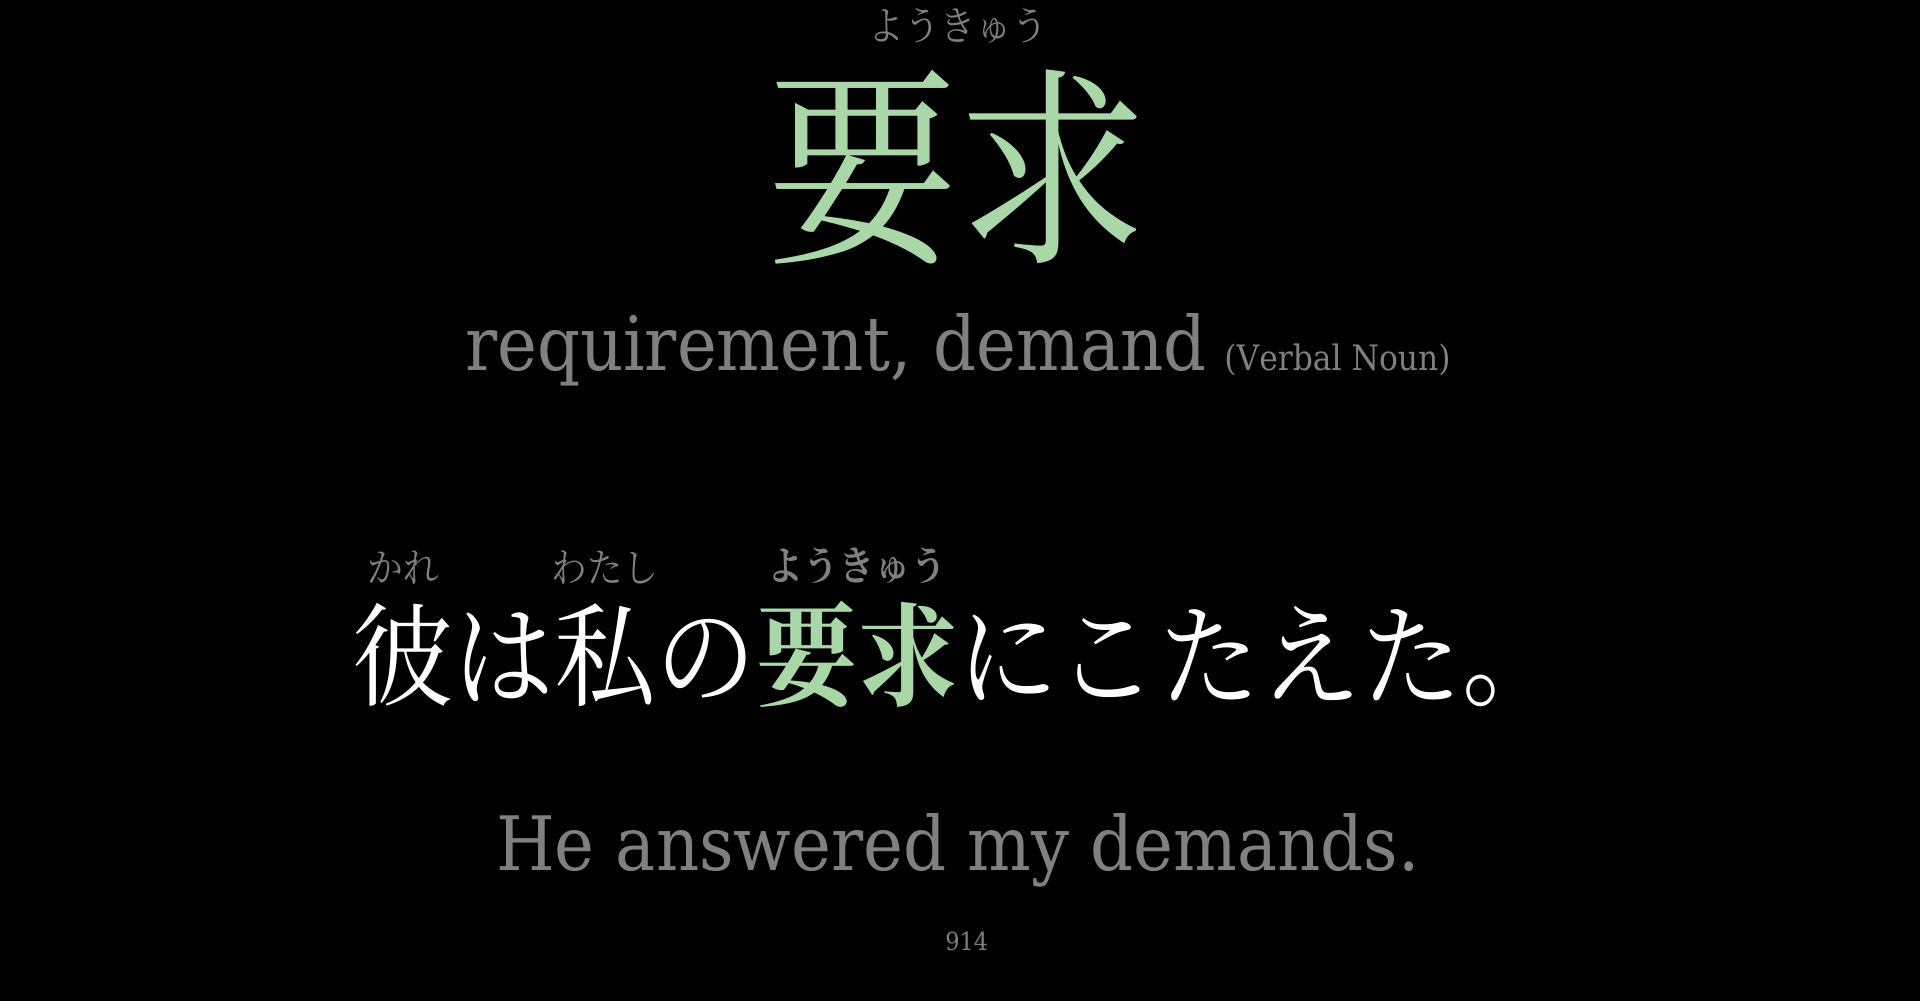 ようきゅう
要求
requirement, demand (Verbal Noun)
かれ わたし ようきゅう
彼は私の要求にこたえた。
He answered my demands.
914